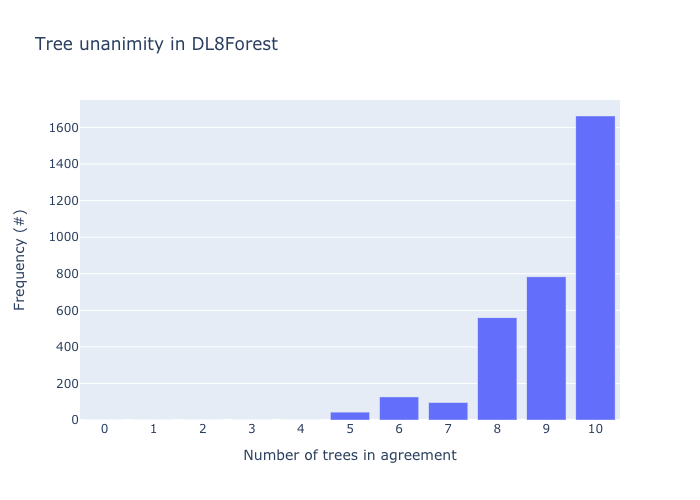 Tree unanimity in DL8Forest
1600
1400
1200
1000
800
600
400
200
0
Frequency (#)
0 1 2 3 4 5 6 7 8 9 10
Number of trees in agreement